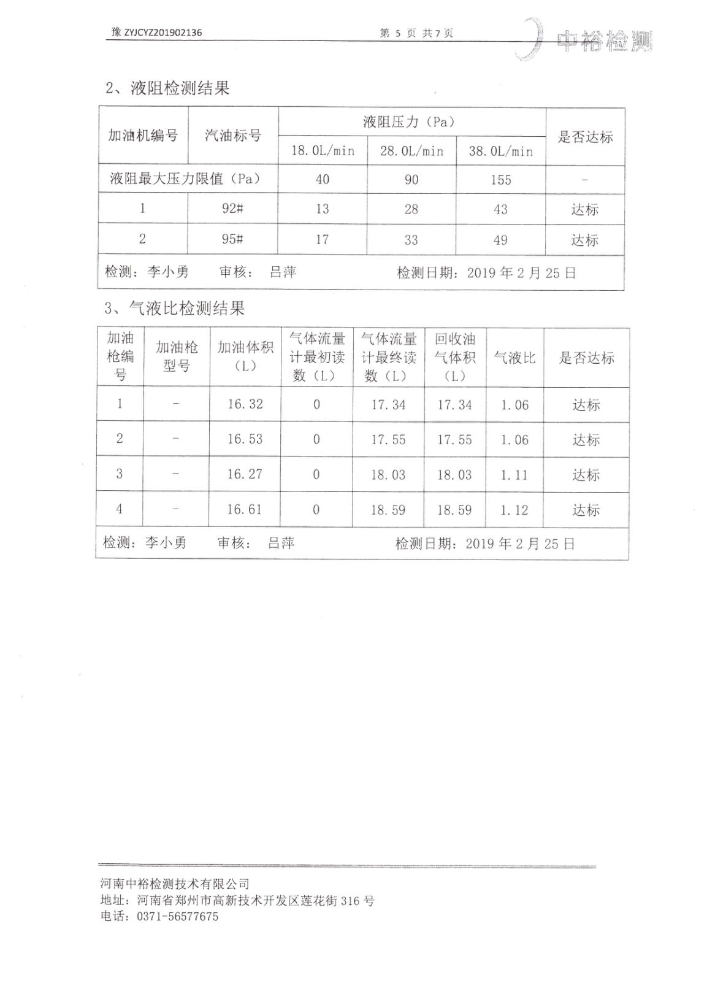 豫 ZYJCYZ201902136 第 5 页 共 7 页 中裕检测
2、液阻检测结果
加油机编号 汽油标号 液阻压力（Pa） 是否达标
18.0L/min 28.0L/min 38.0L/min
液阻最大压力限值（Pa） 40 90 155 －
1 92# 13 28 43 达标
2 95# 17 33 49 达标
检测：李小勇 审核： 吕萍 检测日期：2019 年 2 月 25 日
3、气液比检测结果
加油枪编号 加油枪型号 加油体积（L） 气体流量计最初读数（L） 气体流量计最终读数（L） 回收油气体积（L） 气液比 是否达标
1 － 16.32 0 17.34 17.34 1.06 达标
2 － 16.53 0 17.55 17.55 1.06 达标
3 － 16.27 0 18.03 18.03 1.11 达标
4 － 16.61 0 18.59 18.59 1.12 达标
检测：李小勇 审核： 吕萍 检测日期：2019 年 2 月 25 日
河南中裕检测技术有限公司
地址：河南省郑州市高新技术开发区莲花街 316 号
电话：0371-56577675